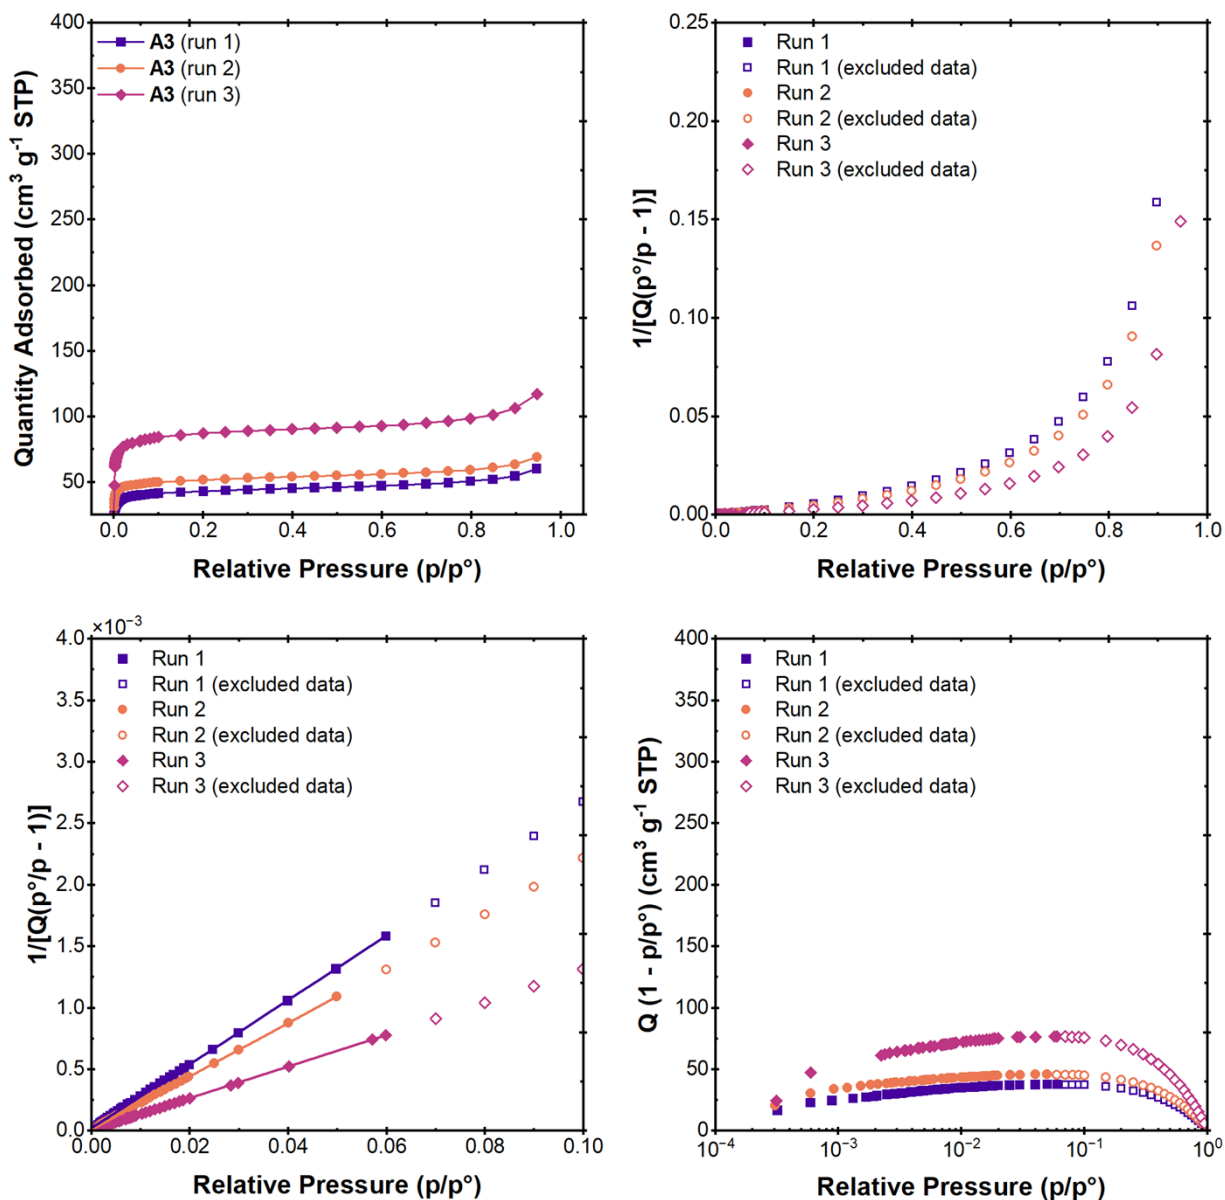 400
350
300
250
200
150
100
50
0.0
0.2
0.4
0.6
0.8
1.0
Quantity Adsorbed (cm³ g⁻¹ STP)
Relative Pressure (p/p°)
A3 (run 1)
A3 (run 2)
A3 (run 3)
0.25
0.20
0.15
0.10
0.05
0.00
0.0
0.2
0.4
0.6
0.8
1.0
1/[Q(p°/p - 1)]
Relative Pressure (p/p°)
Run 1
Run 1 (excluded data)
Run 2
Run 2 (excluded data)
Run 3
Run 3 (excluded data)
×10⁻³
4.0
3.5
3.0
2.5
2.0
1.5
1.0
0.5
0.0
0.00
0.02
0.04
0.06
0.08
0.10
1/[Q(p°/p - 1)]
Relative Pressure (p/p°)
Run 1
Run 1 (excluded data)
Run 2
Run 2 (excluded data)
Run 3
Run 3 (excluded data)
400
350
300
250
200
150
100
50
0
10⁻⁴
10⁻³
10⁻²
10⁻¹
10⁰
Q (1 - p/p°) (cm³ g⁻¹ STP)
Relative Pressure (p/p°)
Run 1
Run 1 (excluded data)
Run 2
Run 2 (excluded data)
Run 3
Run 3 (excluded data)